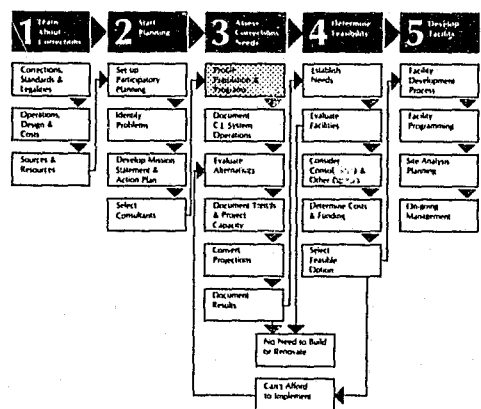 1 Learn
About
Corrections
2 Start
Planning
3 Assess
Corrections
Needs
4 Determine
Feasibility
5 Develop
Facility
Corrections,
Standards &
Legalities
Operations,
Design &
Costs
Sources &
Resources
Set up
Participatory
Planning
Identify
Problems
Develop Mission
Statement &
Action Plan
Select
Consultants
Profile
Population &
Programs
Document
C.J. System
Operations
Evaluate
Alternatives
Document Trends
& Project
Capacity
Convert
Projections
Document
Results
Establish
Needs
Evaluate
Facilities
Consider
Other Options
Determine Costs
& Funding
Select
Feasible
Option
Facility
Development
Process
Facility
Programming
Site Analysis
Planning
On-going
Management
No Need to Build
or Renovate
Can't Afford
to Implement